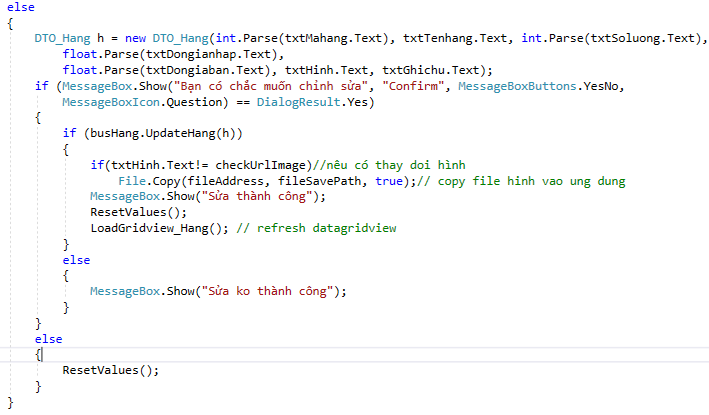 else
{
DTO_Hang h = new DTO_Hang(int.Parse(txtMahang.Text), txtTenhang.Text, int.Parse(txtSoluong.Text),
float.Parse(txtDongianhap.Text),
float.Parse(txtDongiaban.Text), txtHinh.Text, txtGhichu.Text);
if (MessageBox.Show("Bạn có chắc muốn chỉnh sửa", "Confirm", MessageBoxButtons.YesNo,
MessageBoxIcon.Question) == DialogResult.Yes)
{
if (busHang.UpdateHang(h))
{
if(txtHinh.Text!= checkUrlImage)//nêu có thay doi hình
File.Copy(fileAddress, fileSavePath, true);// copy file hinh vao ung dung
MessageBox.Show("Sửa thành công");
ResetValues();
LoadGridview_Hang(); // refresh datagridview
}
else
{
MessageBox.Show("Sửa ko thành công");
}
}
else
{
ResetValues();
}
}